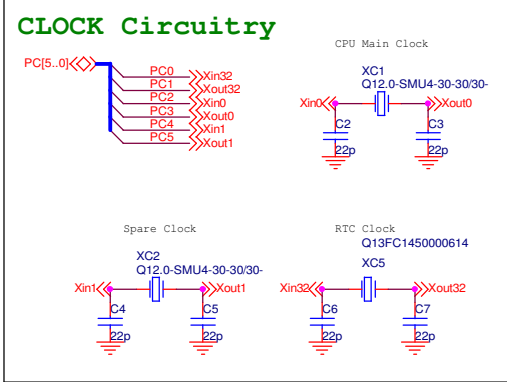 CLOCK Circuitry
CPU Main Clock
PC[5..0]
PC0 Xin32
PC1 Xout32
PC2 Xin0
PC3 Xout0
PC4 Xin1
PC5 Xout1
XC1
Q12.0-SMU4-30-30/30-
Xin0 Xout0
C2 C3
22p 22p
Spare Clock
XC2
Q12.0-SMU4-30-30/30-
Xin1 Xout1
C4 C5
22p 22p
RTC Clock
Q13FC1450000614
XC5
Xin32 Xout32
C6 C7
22p 22p